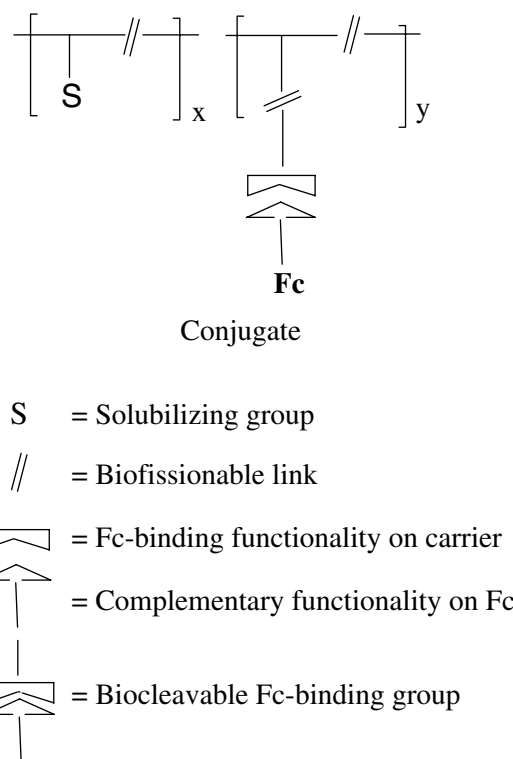 S
x
y
Fc
Conjugate
S = Solubilizing group
// = Biofissionable link
= Fc-binding functionality on carrier
= Complementary functionality on Fc
= Biocleavable Fc-binding group